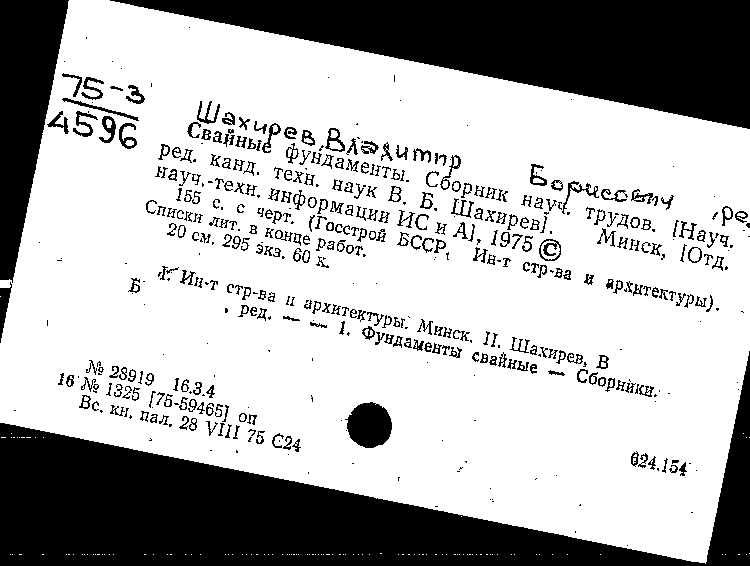 75-3
4596
Шахирев, Владимир Борисович, ре.
Свайные фундаменты. Сборник науч. трудов. [Науч.
ред. канд. техн. наук В. Б. Шахирев]. Минск, [Отд.
науч.-техн. информации ИС и А], 1975 ©
155 с. с черт. (Госстрой БССР. Ин-т стр-ва и архитектуры).
Списки лит. в конце работ.
20 см. 295 экз. 60 к.
I. Ин-т стр-ва и архитектуры. Минск. II. Шахирев, В
Б , ред. — — 1. Фундаменты свайные — Сборники.
№ 28919 16.3.4
16 № 1325 [75-59465] оп
Вс. кн. пал. 28 VIII 75 С24
624.154